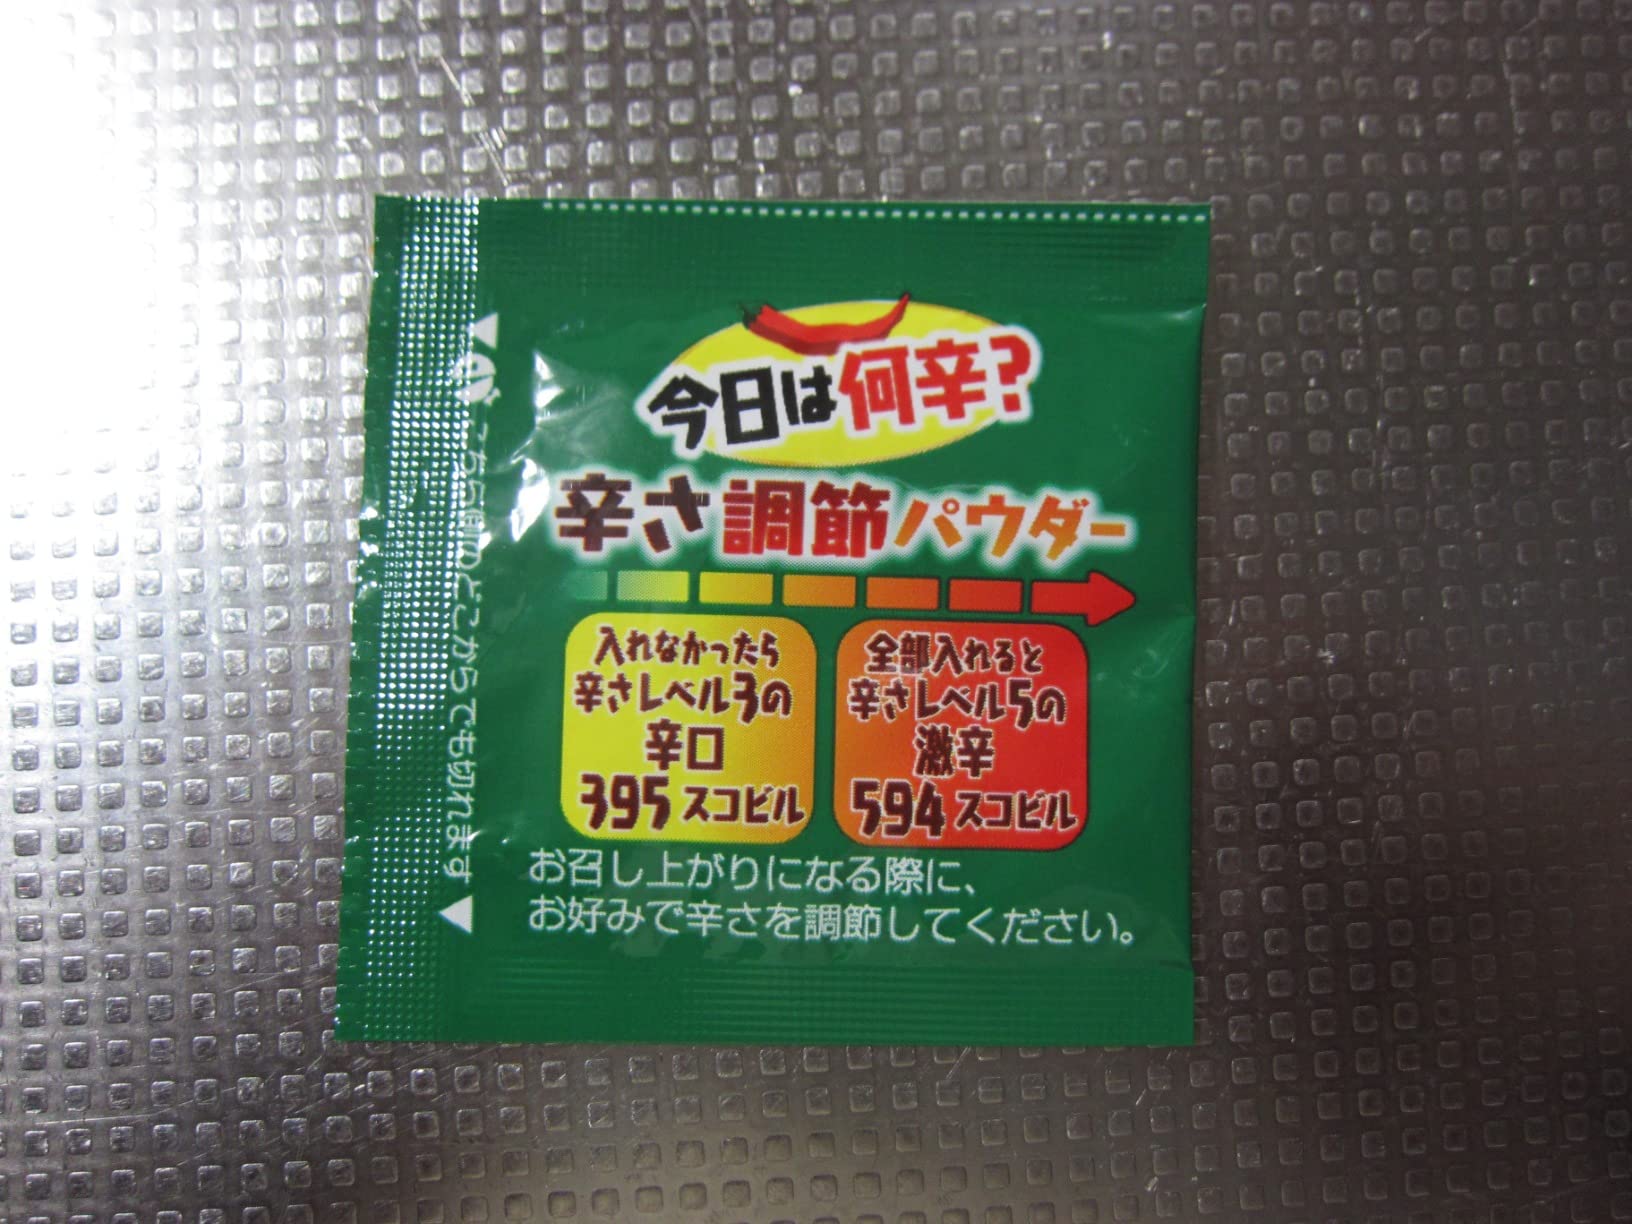 今日は何辛?
辛さ調節パウダー
入れなかったら
辛さレベル3の
辛口
395スコビル
全部入れると
辛さレベル5の
激辛
594スコビル
お召し上がりになる際に、
お好みで辛さを調節してください。
こちら側のどこからでも切れます